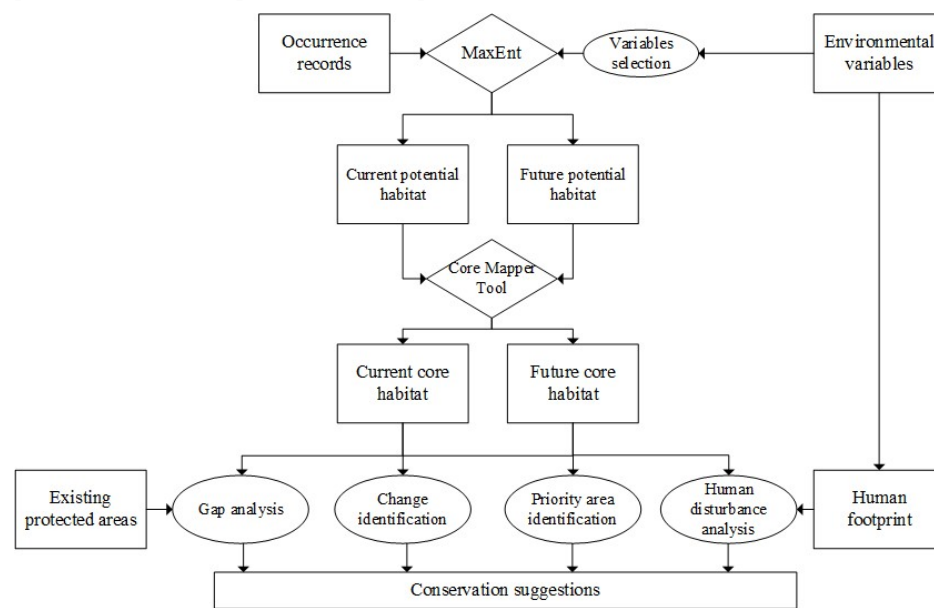 Occurrence
records
MaxEnt
Variables
selection
Environmental
variables
Current potential
habitat
Future potential
habitat
Core Mapper
Tool
Current core
habitat
Future core
habitat
Existing
protected areas
Gap analysis
Change
identification
Priority area
identification
Human
disturbance
analysis
Human
footprint
Conservation suggestions